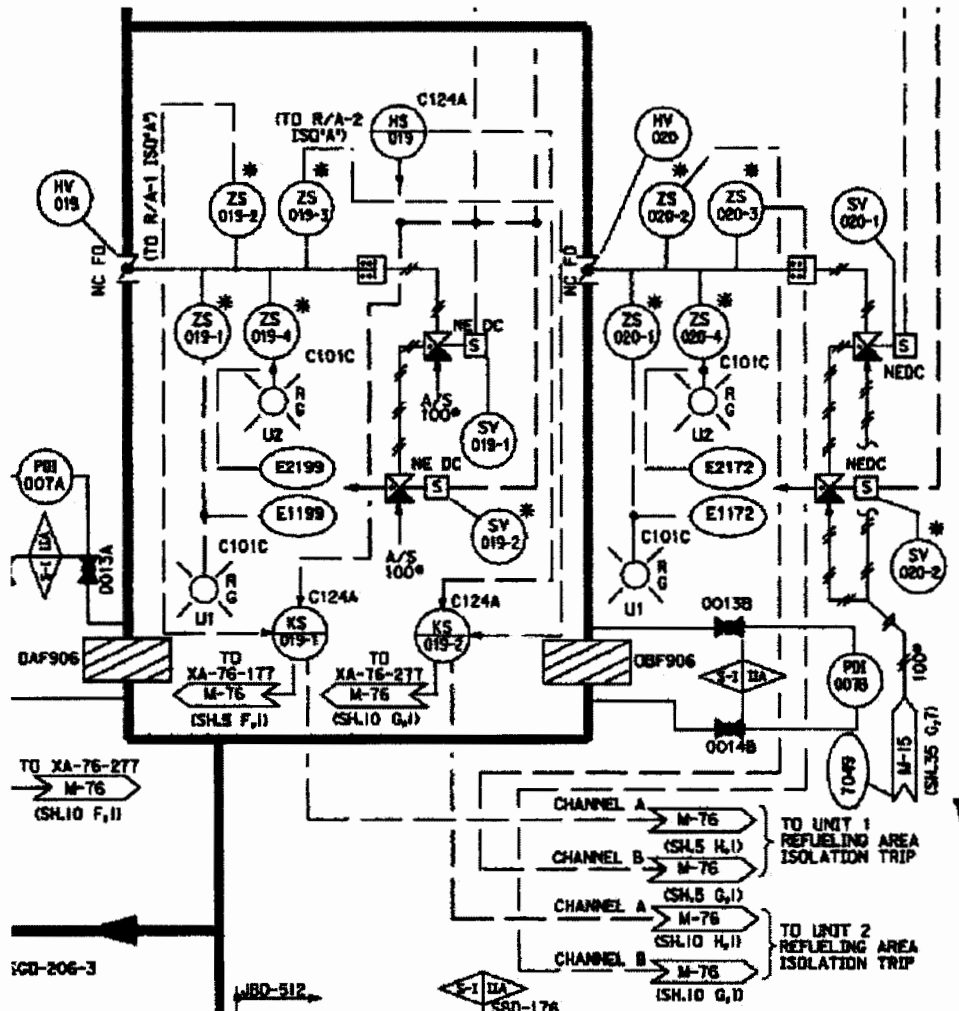 C124A
(TO R/A-2
ISO'A')
HS
019
HV
020
(TO R/A-1 ISO'A')
HV
019
ZS
019-2
*
ZS
019-3
*
ZS
020-2
*
ZS
020-3
*
SV
020-1
NC FO
NC FO
ZS
019-1
*
ZS
019-4
*
NE DC
S
ZS
020-1
*
ZS
020-4
*
S
NEDC
C101C
R
G
U2
A/S
100#
SV
019-1
C101C
R
G
U2
PDI
007A
E2199
NE DC
S
E2172
NEDC
S
E1199
SV
019-2
*
E1172
S-I
IIA
0013A
C101C
R
G
U1
A/S
100#
C101C
R
G
U1
SV
020-2
*
KS
019-1
C124A
KS
019-2
C124A
0013B
0AF906
0BF906
S-I
IIA
PDI
007B
100#
TO
XA-76-177
M-76
(SH.5 F,1)
TO
XA-76-277
M-76
(SH.10 G,1)
0014B
7049
M-15
(SH.35 G,7)
TO XA-76-277
M-76
(SH.10 F,1)
CHANNEL A
M-76
(SH.5 H,1)
CHANNEL B
M-76
(SH.5 G,1)
TO UNIT 1
REFUELING AREA
ISOLATION TRIP
CHANNEL A
M-76
(SH.10 H,1)
CHANNEL B
M-76
(SH.10 G,1)
TO UNIT 2
REFUELING AREA
ISOLATION TRIP
JBD-512
S-I
IIA
SBD-176